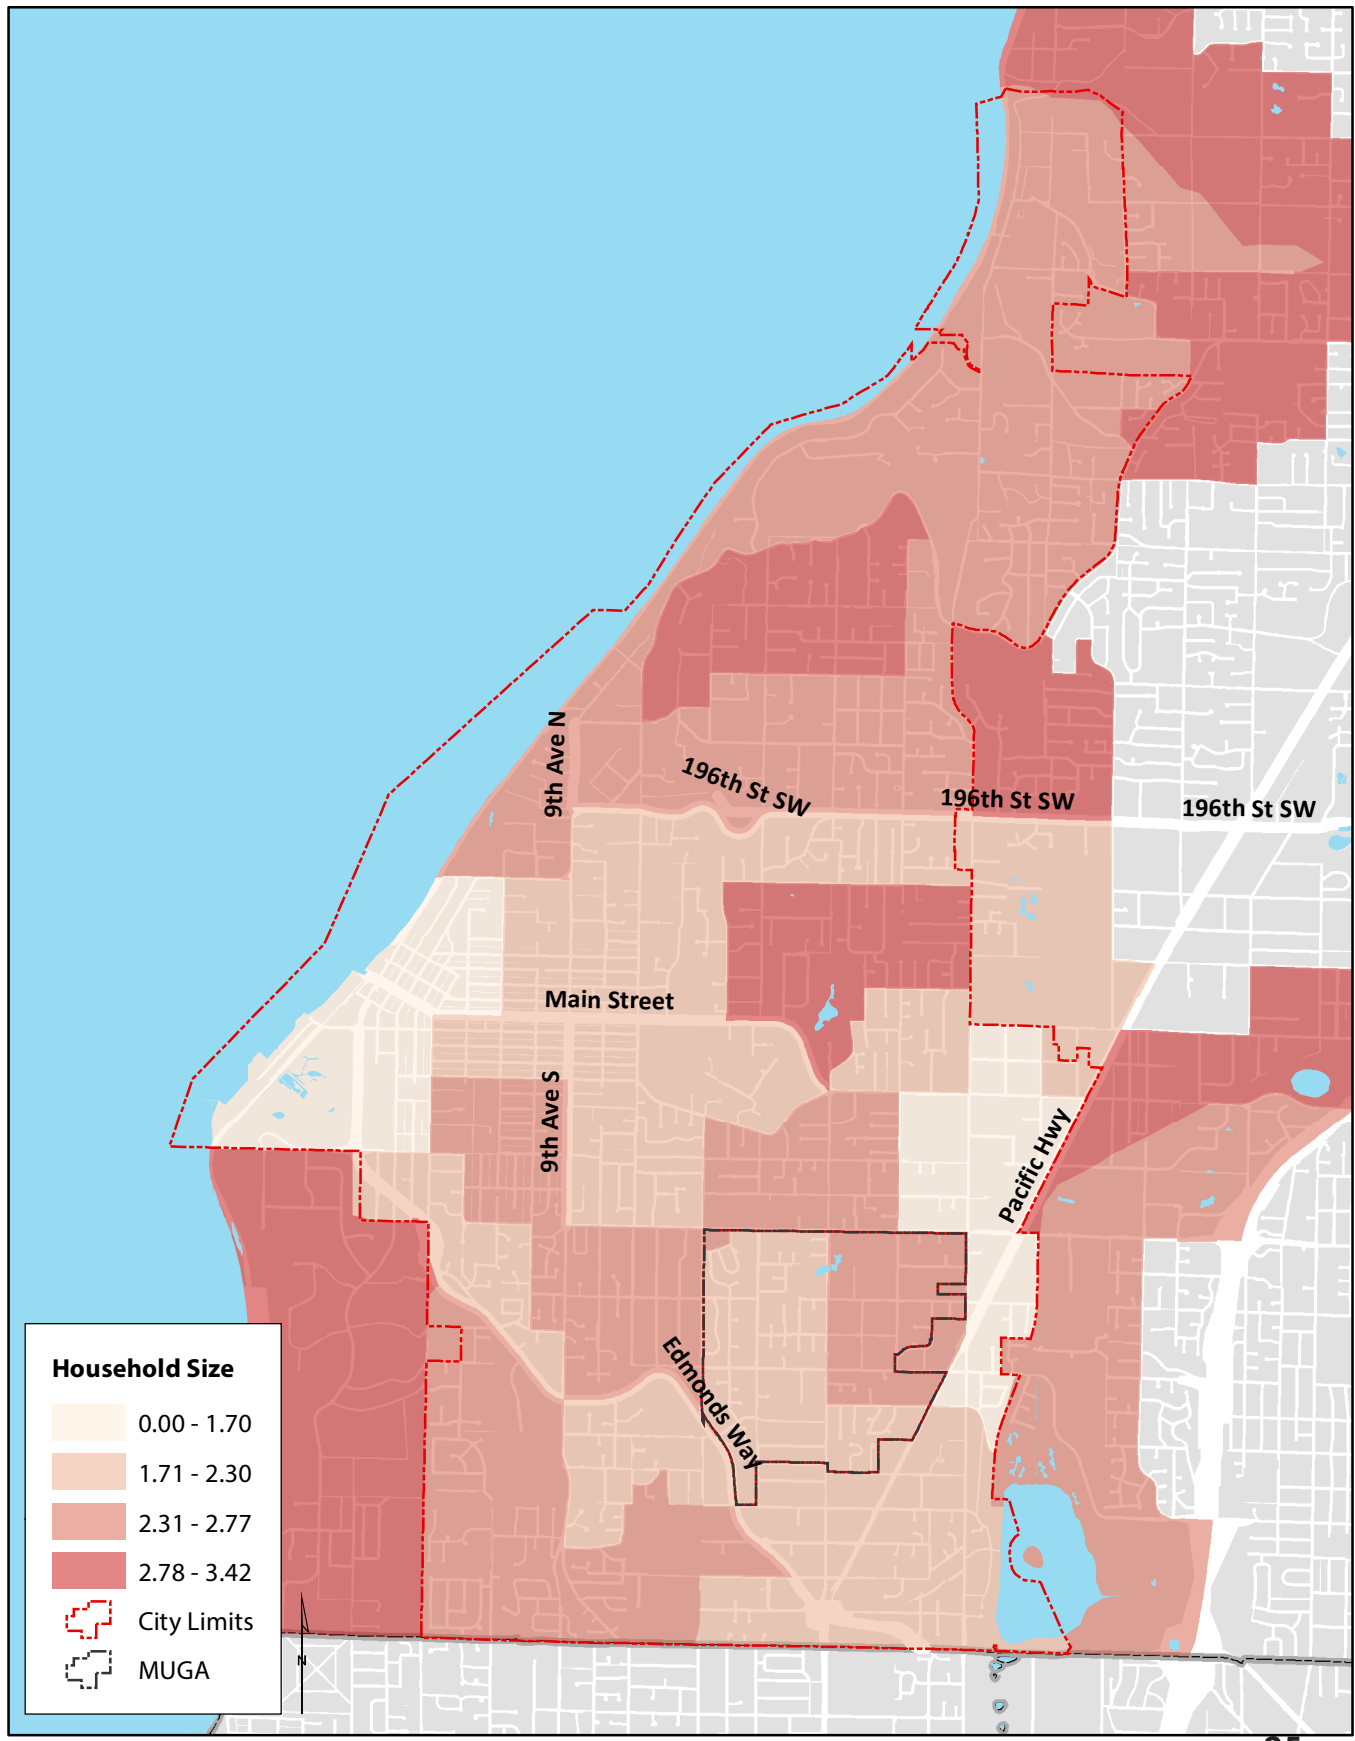 9th Ave N
196th St SW
196th St SW
196th St SW
Main Street
9th Ave S
Pacific Hwy
Edmonds Way
Household Size
0.00 - 1.70
1.71 - 2.30
2.31 - 2.77
2.78 - 3.42
City Limits
MUGA
N